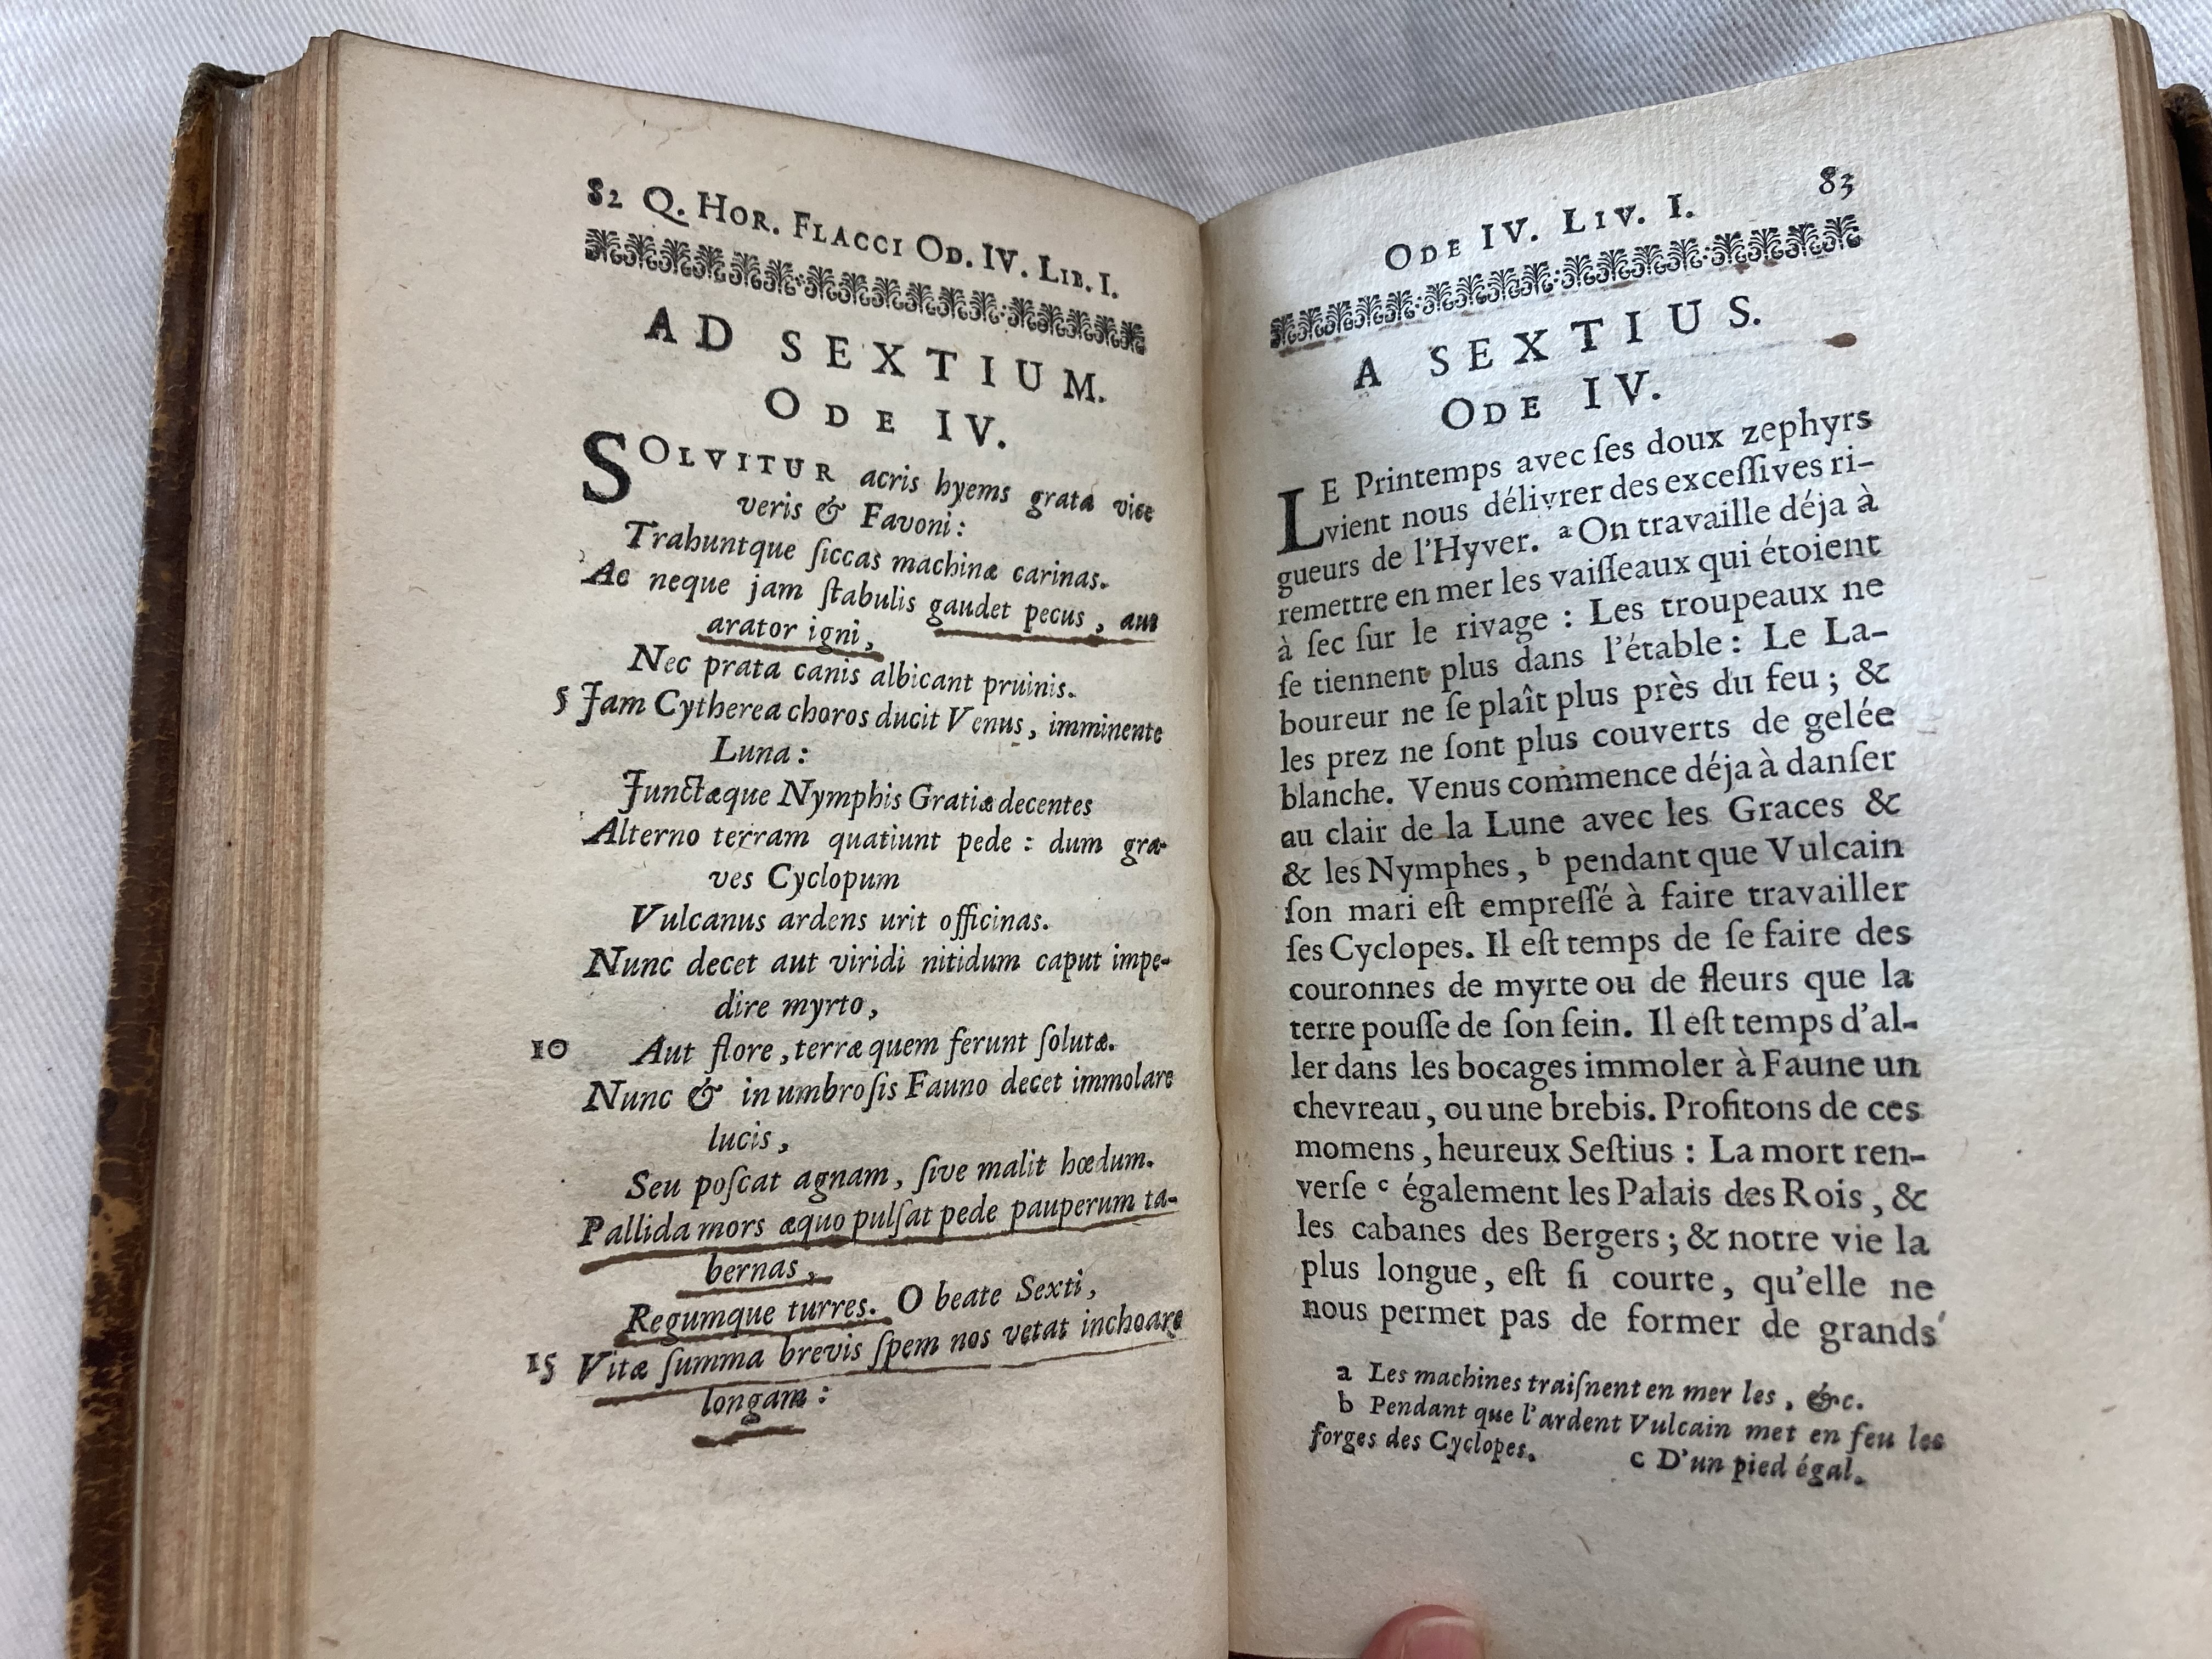 82 Q. HOR. FLACCI OD. IV. LIB. I.
AD SEXTIUM.
ODE IV.
SOLVITUR acris hyems grata vice
veris & Favoni:
Trahuntque ſiccas machinæ carinas.
Ac neque jam ſtabulis gaudet pecus, aut
arator igni,
Nec prata canis albicant pruinis.
5 Jam Cytherea choros ducit Venus, imminente
Luna:
Junctæque Nymphis Gratiæ decentes
Alterno terram quatiunt pede: dum gra-
ves Cyclopum
Vulcanus ardens urit officinas.
Nunc decet aut viridi nitidum caput impe-
dire myrto,
10 Aut flore, terræ quem ferunt ſolutæ.
Nunc & in umbroſis Fauno decet immolare
lucis,
Seu poſcat agnam, ſive malit hœdum.
Pallida mors æquo pulſat pede pauperum ta-
bernas,
Regumque turres. O beate Sexti,
15 Vitæ ſumma brevis ſpem nos vetat inchoare
longam:
ODE IV. LIV. I. 83
A SEXTIUS.
ODE IV.
LE Printemps avec ſes doux zephyrs
vient nous délivrer des exceſſives ri-
gueurs de l'Hyver. a On travaille déja à
remettre en mer les vaiſſeaux qui étoient
à ſec ſur le rivage : Les troupeaux ne
ſe tiennent plus dans l'étable : Le La-
boureur ne ſe plaît plus près du feu ; &
les prez ne ſont plus couverts de gelée
blanche. Venus commence déja à danſer
au clair de la Lune avec les Graces &
& les Nymphes, b pendant que Vulcain
ſon mari eſt empreſſé à faire travailler
ſes Cyclopes. Il eſt temps de ſe faire des
couronnes de myrte ou de fleurs que la
terre pouſſe de ſon ſein. Il eſt temps d'al-
ler dans les bocages immoler à Faune un
chevreau, ou une brebis. Profitons de ces
momens, heureux Seſtius : La mort ren-
verſe c également les Palais des Rois, &
les cabanes des Bergers ; & notre vie la
plus longue, eſt ſi courte, qu'elle ne
nous permet pas de former de grands
a Les machines traiſnent en mer les, &c.
b Pendant que l'ardent Vulcain met en feu les
forges des Cyclopes. c D'un pied égal.